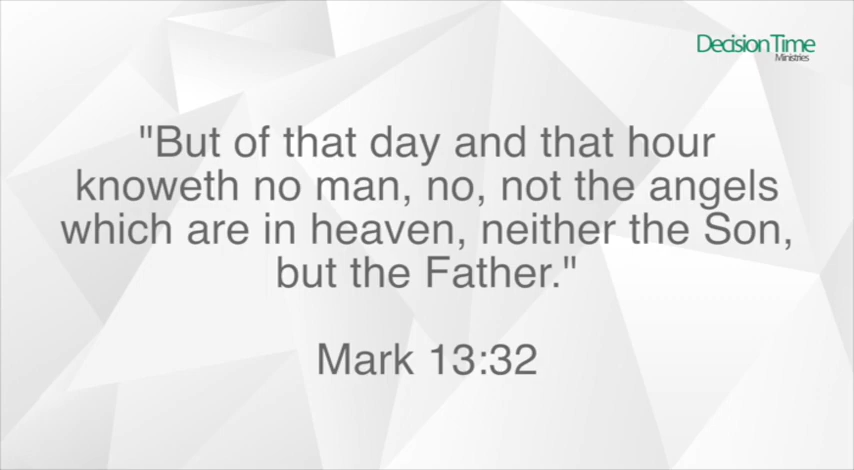 DecisionTime
Ministries
"But of that day and that hour
knoweth no man, no, not the angels
which are in heaven, neither the Son,
but the Father."
Mark 13:32